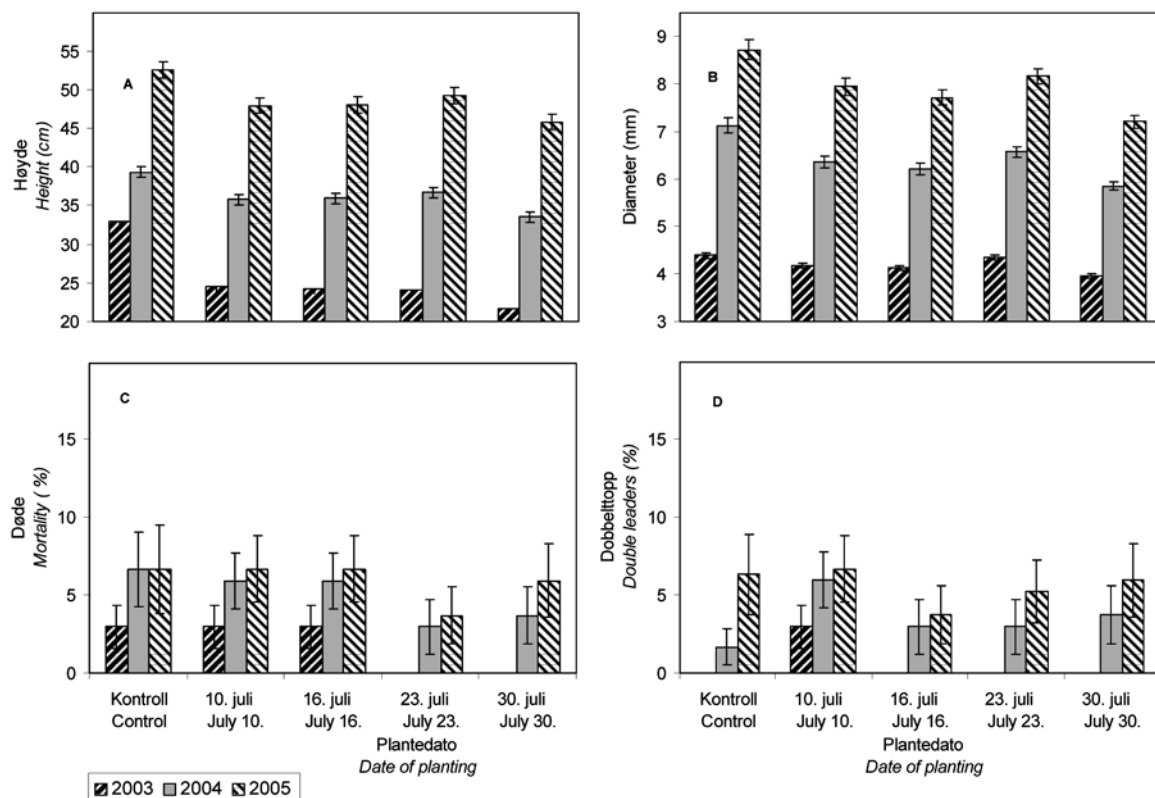 A
Høyde
Height (cm)
55
50
45
40
35
30
25
20
B
Diameter (mm)
9
8
7
6
5
4
3
C
Døde
Mortality ( %)
15
10
5
0
Kontroll 10. juli 16. juli 23. juli 30. juli
Control July 10. July 16. July 23. July 30.
Plantedato
Date of planting
D
Dobbelttopp
Double leaders (%)
15
10
5
0
Kontroll 10. juli 16. juli 23. juli 30. juli
Control July 10. July 16. July 23. July 30.
Plantedato
Date of planting
2003 2004 2005